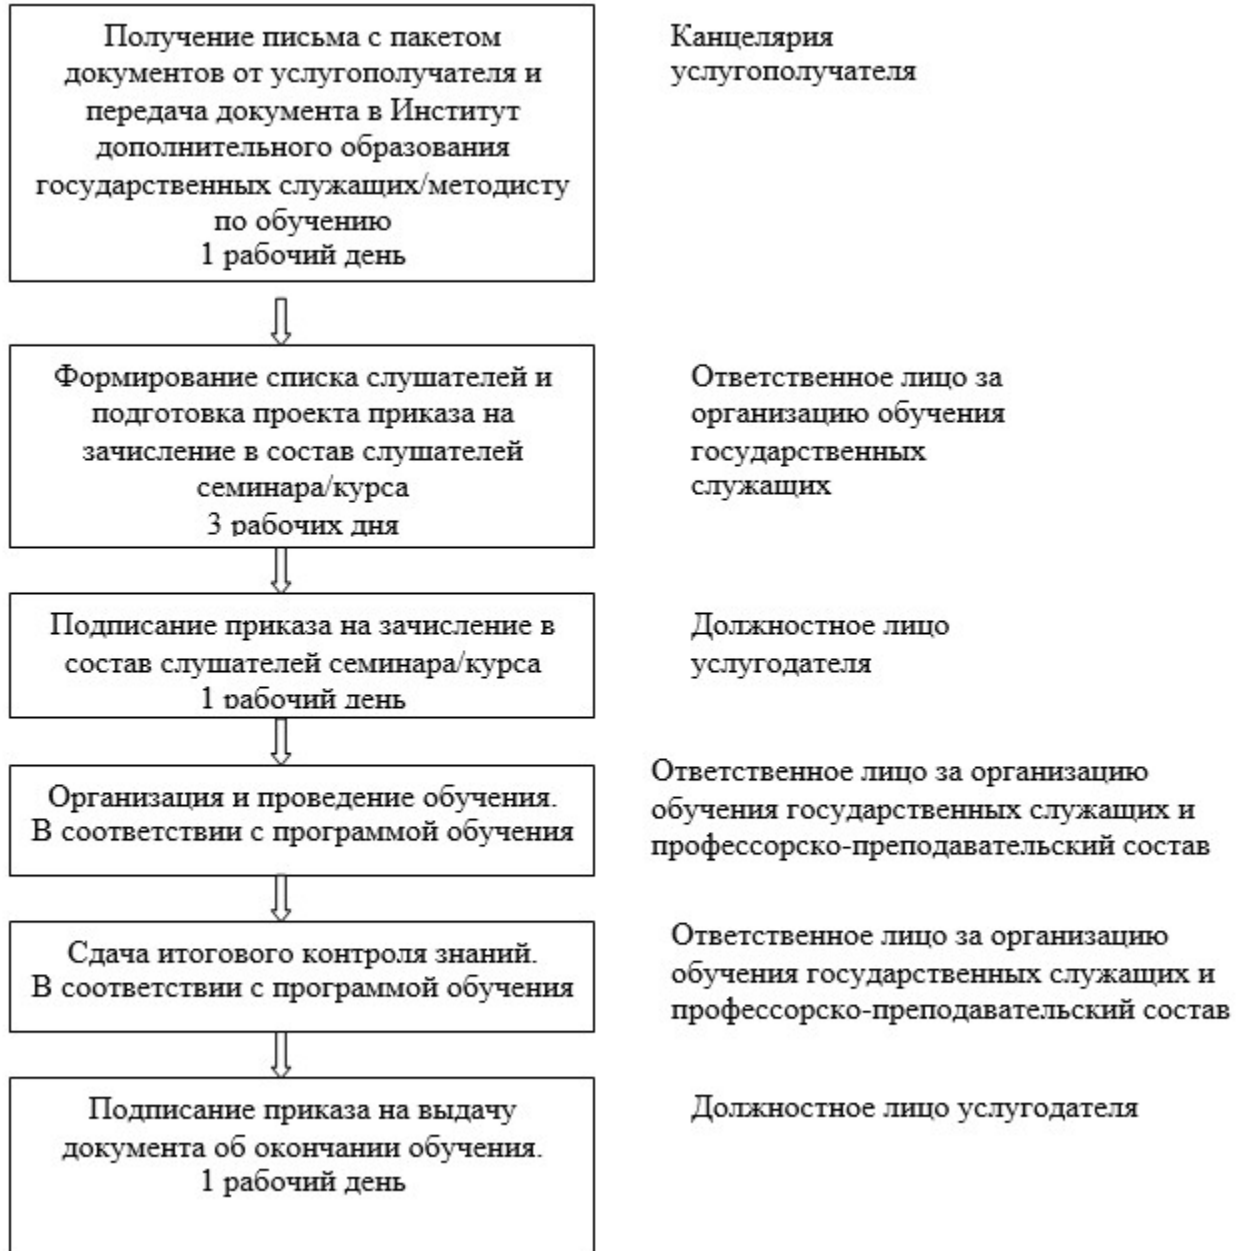 Получение письма с пакетом
документов от услугополучателя и
передача документа в Институт
дополнительного образования
государственных служащих/методисту
по обучению
1 рабочий день
Канцелярия
услугополучателя
Формирование списка слушателей и
подготовка проекта приказа на
зачисление в состав слушателей
семинара/курса
3 рабочих дня
Ответственное лицо за
организацию обучения
государственных
служащих
Подписание приказа на зачисление в
состав слушателей семинара/курса
1 рабочий день
Должностное лицо
услугодателя
Организация и проведение обучения.
В соответствии с программой обучения
Ответственное лицо за организацию
обучения государственных служащих и
профессорско-преподавательский состав
Сдача итогового контроля знаний.
В соответствии с программой обучения
Ответственное лицо за организацию
обучения государственных служащих и
профессорско-преподавательский состав
Подписание приказа на выдачу
документа об окончании обучения.
1 рабочий день
Должностное лицо услугодателя